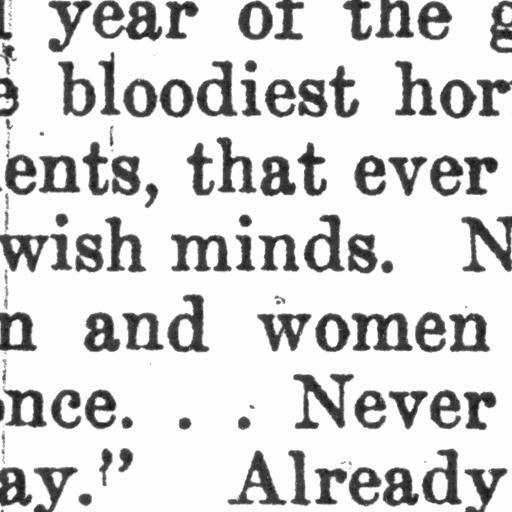 year of the
bloodiest hor
ents, that ever
wish minds. N
n and women
nce. . . Never
ay.” Already